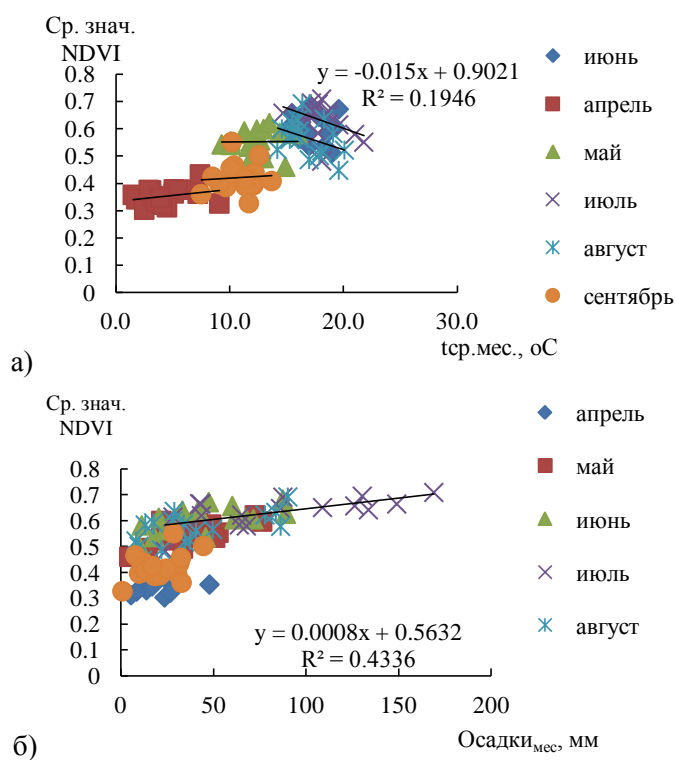 Ср. знач.
NDVI
y = -0.015x + 0.9021
R² = 0.1946
0.8
0.7
0.6
0.5
0.4
0.3
0.2
0.1
0
0.0 10.0 20.0 30.0
tср.мес., оС
июнь
апрель
май
июль
август
сентябрь
а)
Ср. знач.
NDVI
0.8
0.7
0.6
0.5
0.4
0.3
0.2
0.1
0
y = 0.0008x + 0.5632
R² = 0.4336
0 50 100 150 200
Осадкимес, мм
апрель
май
июнь
июль
август
б)